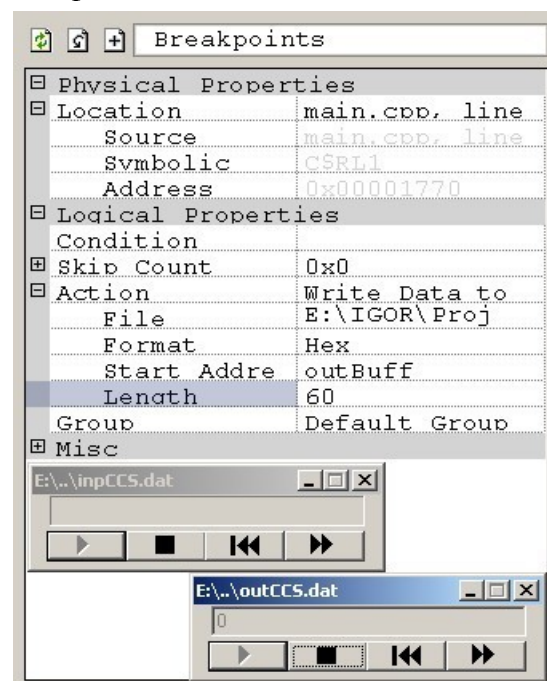 Breakpoints
Physical Properties
Location main.cpp, line
Source main.cpp, line
Symbolic C$RL1
Address 0x00001770
Logical Properties
Condition
Skip Count 0x0
Action Write Data to
File E:\IGOR\Proj
Format Hex
Start Addre outBuff
Length 60
Group Default Group
Misc
E:\..\inpCCS.dat
E:\..\outCCS.dat
0